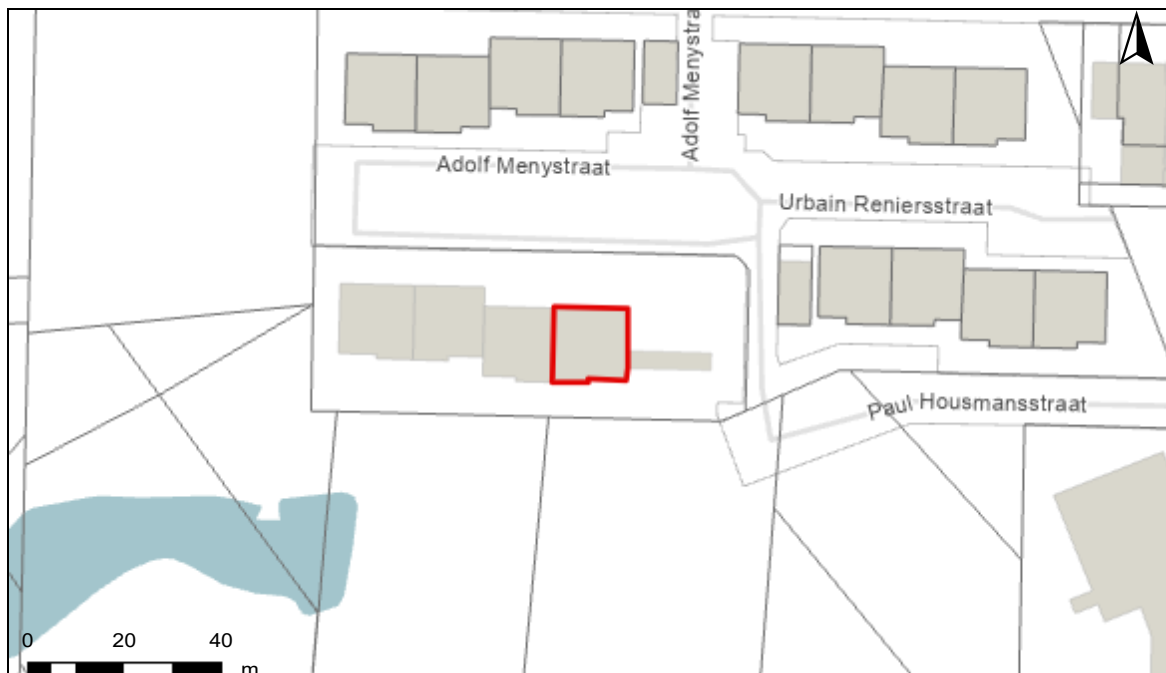 Adolf Menystra
Adolf Menystraat
Urbain Reniersstraat
Paul Housmansstraat
0 20 40
m